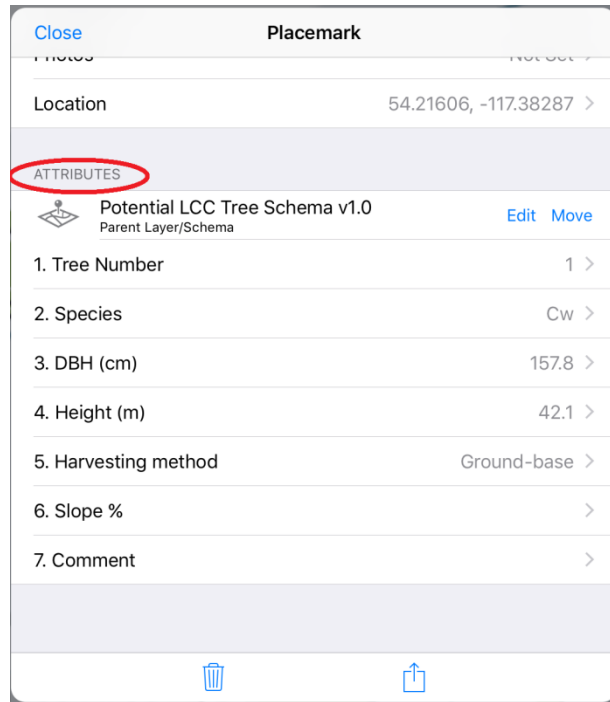 Close Placemark
Location 54.21606, -117.38287
ATTRIBUTES
Potential LCC Tree Schema v1.0
Parent Layer/Schema
Edit Move
1. Tree Number 1
2. Species Cw
3. DBH (cm) 157.8
4. Height (m) 42.1
5. Harvesting method Ground-base
6. Slope %
7. Comment